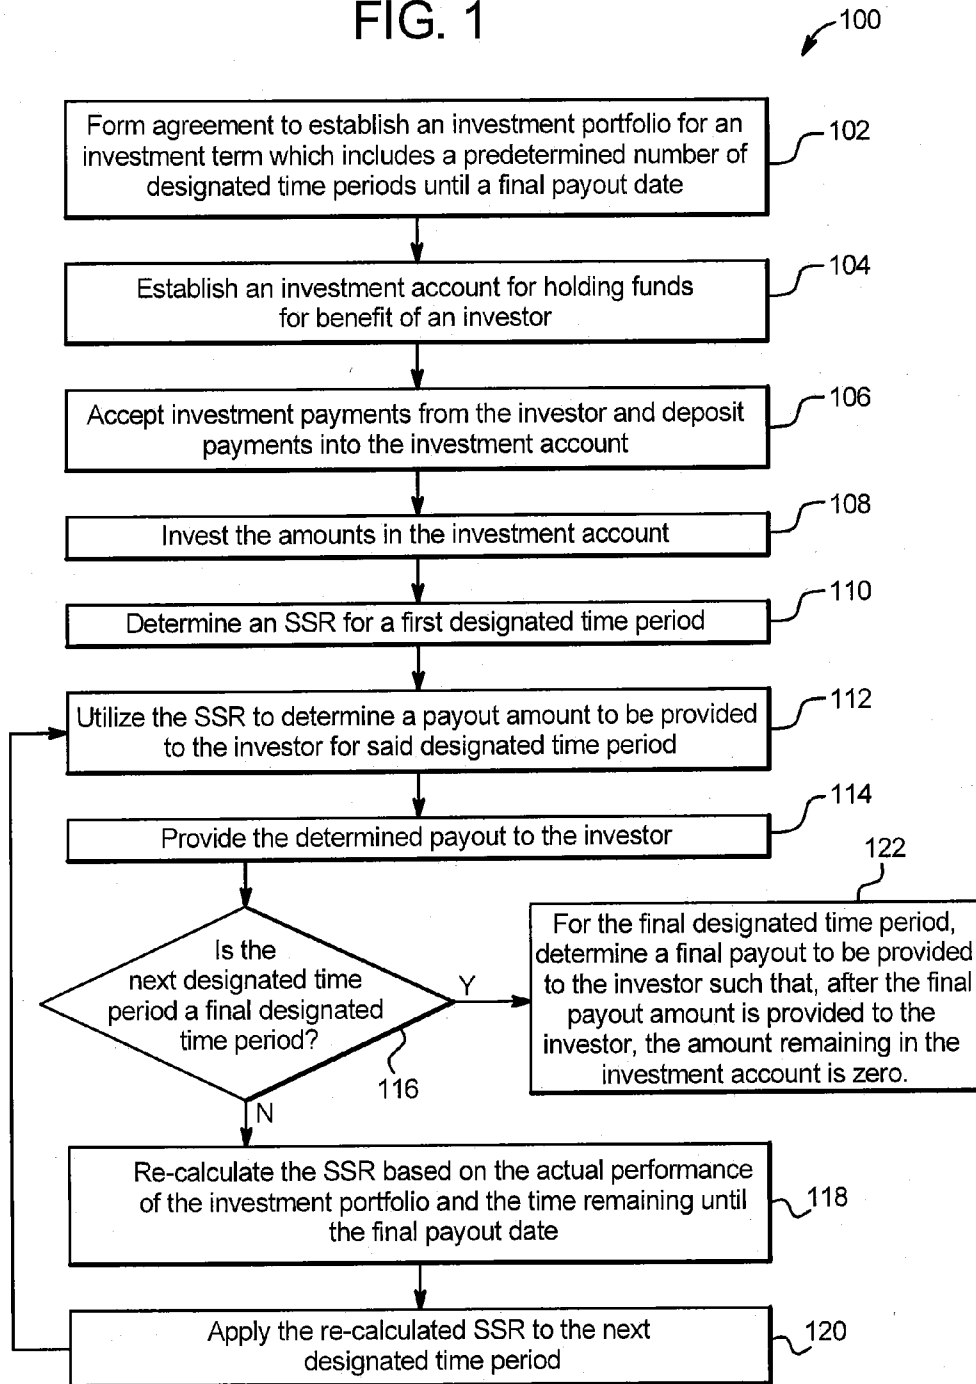 FIG. 1
100
Form agreement to establish an investment portfolio for an
investment term which includes a predetermined number of
designated time periods until a final payout date
102
Establish an investment account for holding funds
for benefit of an investor
104
Accept investment payments from the investor and deposit
payments into the investment account
106
Invest the amounts in the investment account
108
Determine an SSR for a first designated time period
110
Utilize the SSR to determine a payout amount to be provided
to the investor for said designated time period
112
Provide the determined payout to the investor
114
Is the
next designated time
period a final designated
time period?
116
Y
N
122
For the final designated time period,
determine a final payout to be provided
to the investor such that, after the final
payout amount is provided to the
investor, the amount remaining in the
investment account is zero.
Re-calculate the SSR based on the actual performance
of the investment portfolio and the time remaining until
the final payout date
118
Apply the re-calculated SSR to the next
designated time period
120